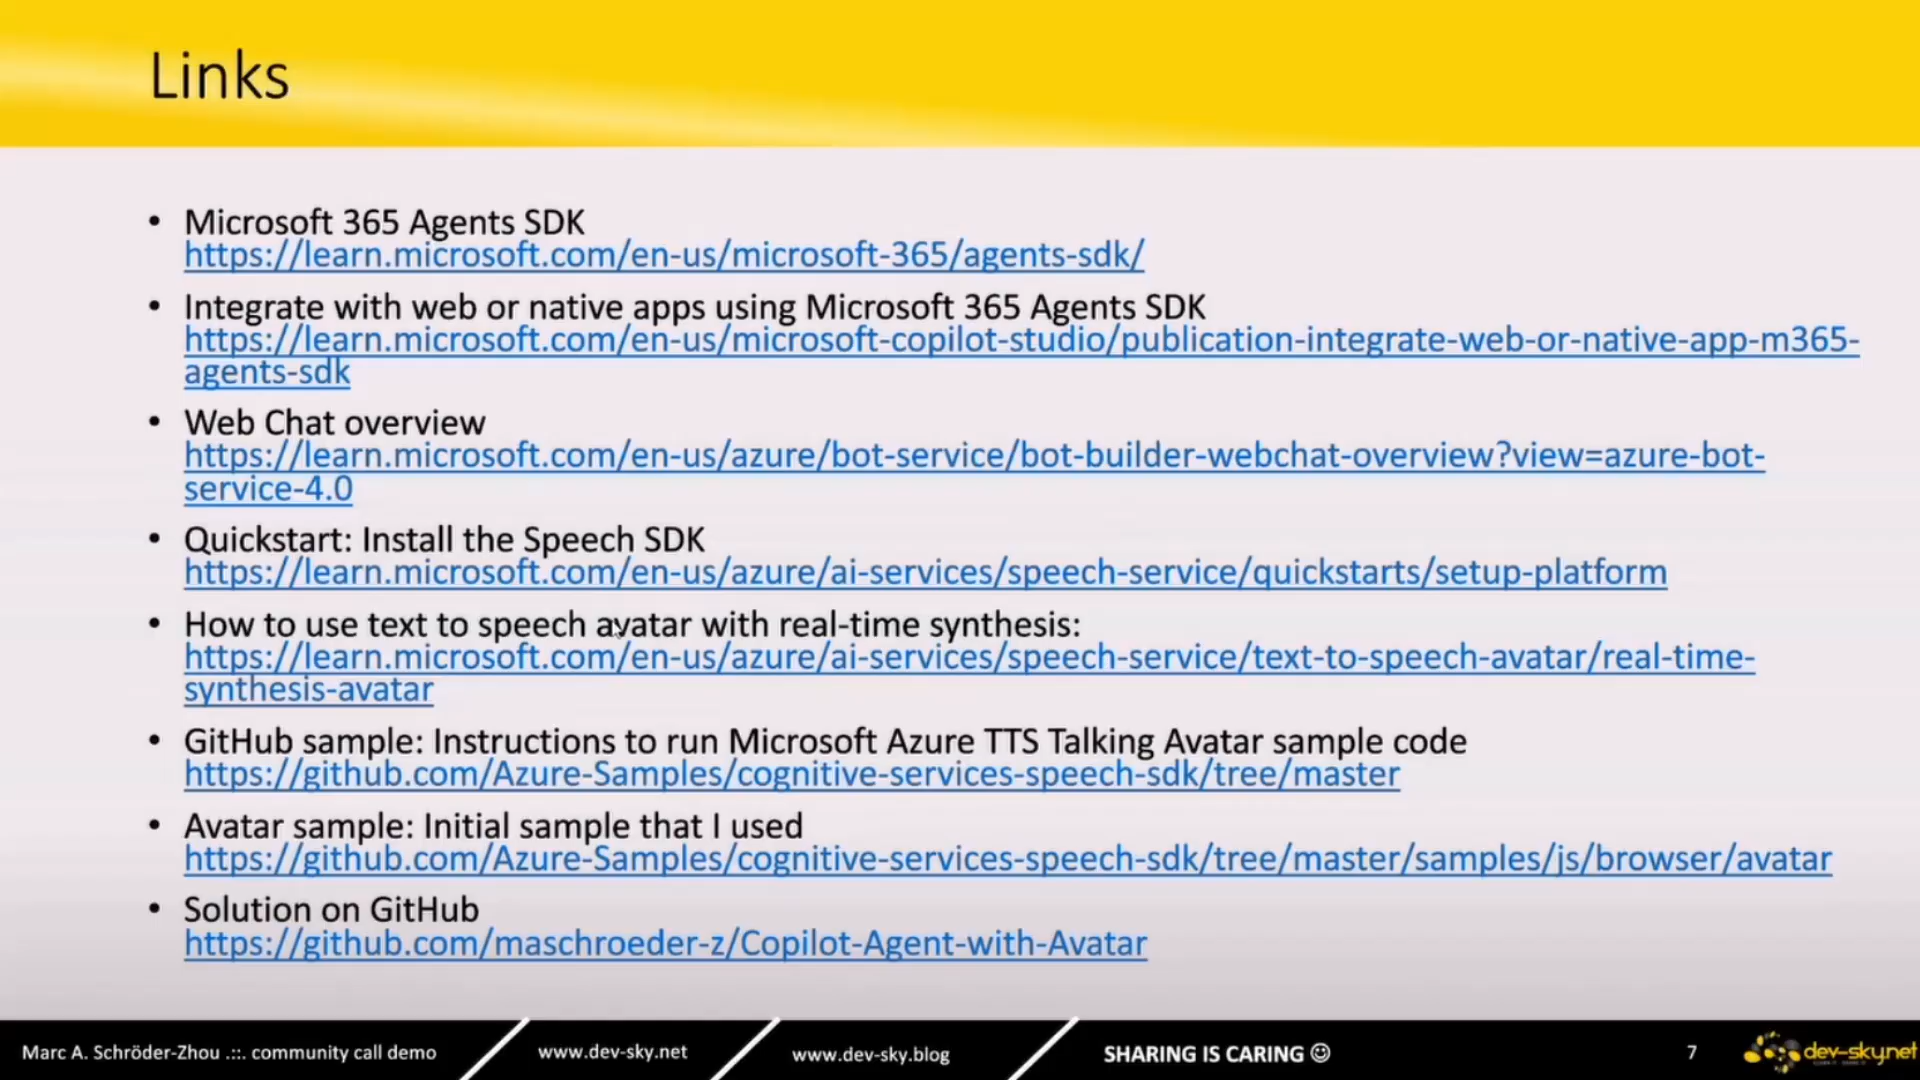 Links
• Microsoft 365 Agents SDK
https://learn.microsoft.com/en-us/microsoft-365/agents-sdk/
• Integrate with web or native apps using Microsoft 365 Agents SDK
https://learn.microsoft.com/en-us/microsoft-copilot-studio/publication-integrate-web-or-native-app-m365-
agents-sdk
• Web Chat overview
https://learn.microsoft.com/en-us/azure/bot-service/bot-builder-webchat-overview?view=azure-bot-
service-4.0
• Quickstart: Install the Speech SDK
https://learn.microsoft.com/en-us/azure/ai-services/speech-service/quickstarts/setup-platform
• How to use text to speech avatar with real-time synthesis:
https://learn.microsoft.com/en-us/azure/ai-services/speech-service/text-to-speech-avatar/real-time-
synthesis-avatar
• GitHub sample: Instructions to run Microsoft Azure TTS Talking Avatar sample code
https://github.com/Azure-Samples/cognitive-services-speech-sdk/tree/master
• Avatar sample: Initial sample that I used
https://github.com/Azure-Samples/cognitive-services-speech-sdk/tree/master/samples/js/browser/avatar
• Solution on GitHub
https://github.com/maschroeder-z/Copilot-Agent-with-Avatar
Marc A. Schröder-Zhou .::. community call demo
www.dev-sky.net
www.dev-sky.blog
SHARING IS CARING ☺
7
dev-sky.net